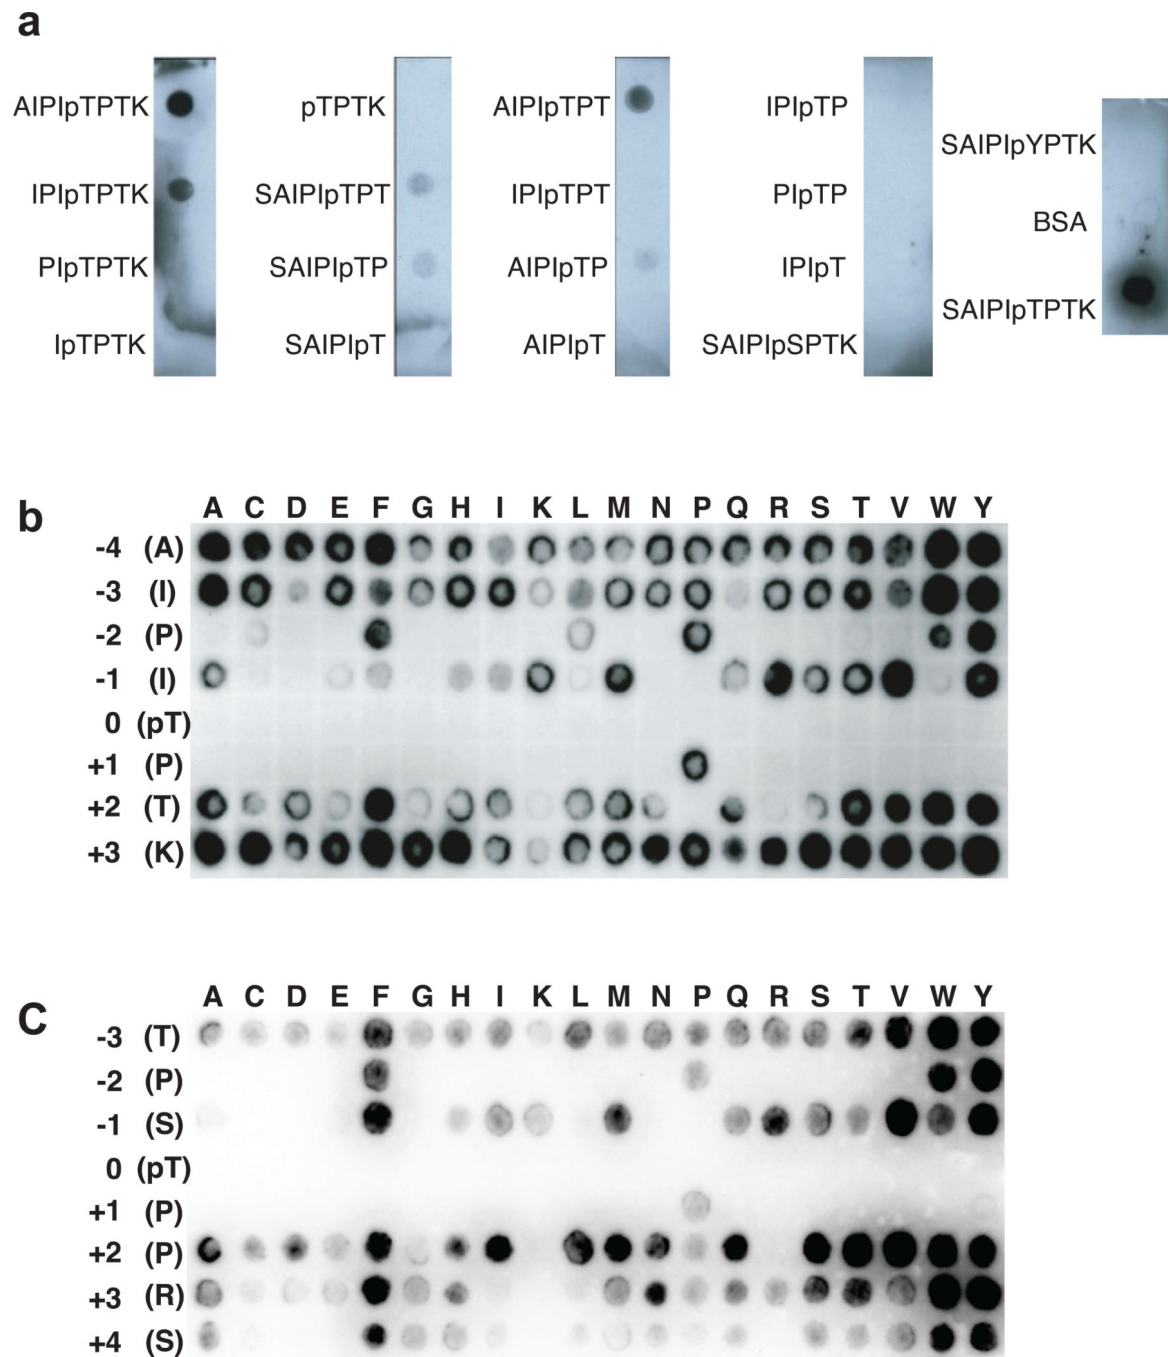 a
AIPIpTPTK
IPIpTPTK
PIpTPTK
IpTPTK
pTPTK
SAIPIpTPT
SAIPIpTP
SAIPIpT
AIPIpTPT
IPIpTPT
AIPIpTP
AIPIpT
IPIpTP
PIpTP
IPIpT
SAIPIpSPTK
SAIPIpYPTK
BSA
SAIPIpTPTK
b
A C D E F G H I K L M N P Q R S T V W Y
-4 (A)
-3 (I)
-2 (P)
-1 (I)
0 (pT)
+1 (P)
+2 (T)
+3 (K)
C
A C D E F G H I K L M N P Q R S T V W Y
-3 (T)
-2 (P)
-1 (S)
0 (pT)
+1 (P)
+2 (P)
+3 (R)
+4 (S)